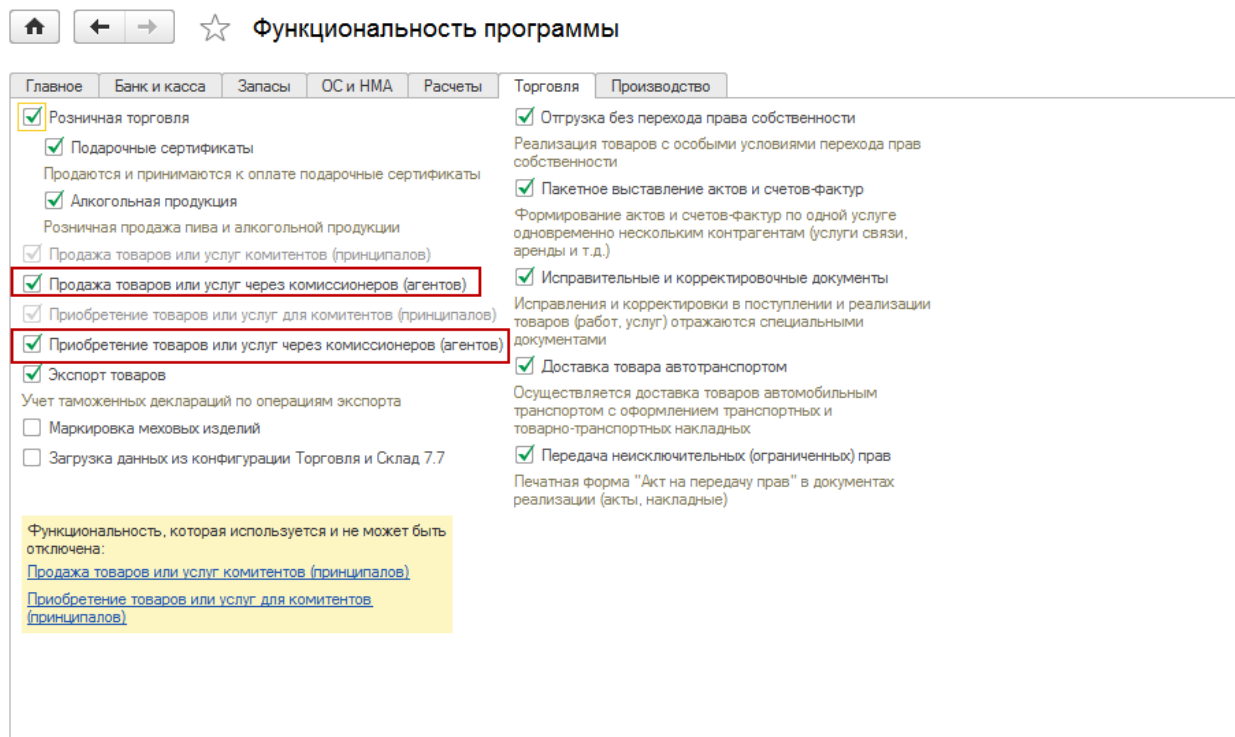 Функциональность программы
Главное
Банк и касса
Запасы
ОС и НМА
Расчеты
Торговля
Производство
Розничная торговля
Подарочные сертификаты
Продаются и принимаются к оплате подарочные сертификаты
Алкогольная продукция
Розничная продажа пива и алкогольной продукции
Продажа товаров или услуг комитентов (принципалов)
Продажа товаров или услуг через комиссионеров (агентов)
Приобретение товаров или услуг для комитентов (принципалов)
Приобретение товаров или услуг через комиссионеров (агентов)
Экспорт товаров
Учет таможенных деклараций по операциям экспорта
Маркировка меховых изделий
Загрузка данных из конфигурации Торговля и Склад 7.7
Функциональность, которая используется и не может быть
отключена:
Продажа товаров или услуг комитентов (принципалов)
Приобретение товаров или услуг для комитентов
(принципалов)
Отгрузка без перехода права собственности
Реализация товаров с особыми условиями перехода прав
собственности
Пакетное выставление актов и счетов-фактур
Формирование актов и счетов-фактур по одной услуге
одновременно нескольким контрагентам (услуги связи,
аренды и т.д.)
Исправительные и корректировочные документы
Исправления и корректировки в поступлении и реализации
товаров (работ, услуг) отражаются специальными
документами
Доставка товара автотранспортом
Осуществляется доставка товаров автомобильным
транспортом с оформлением транспортных и
товарно-транспортных накладных
Передача неисключительных (ограниченных) прав
Печатная форма "Акт на передачу прав" в документах
реализации (акты, накладные)